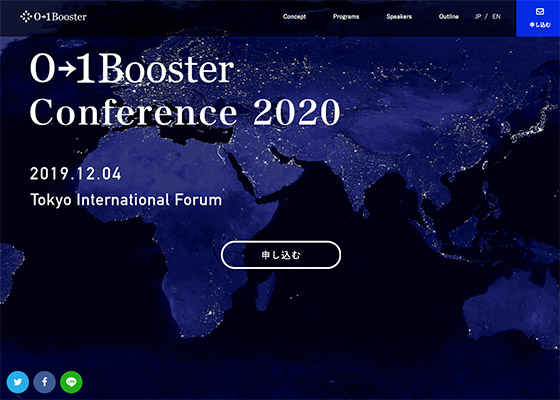 0→1Booster
Concept
Programs
Speakers
Outline
JP / EN
申し込む
0→1Booster
Conference 2020
2019.12.04
Tokyo International Forum
申し込む